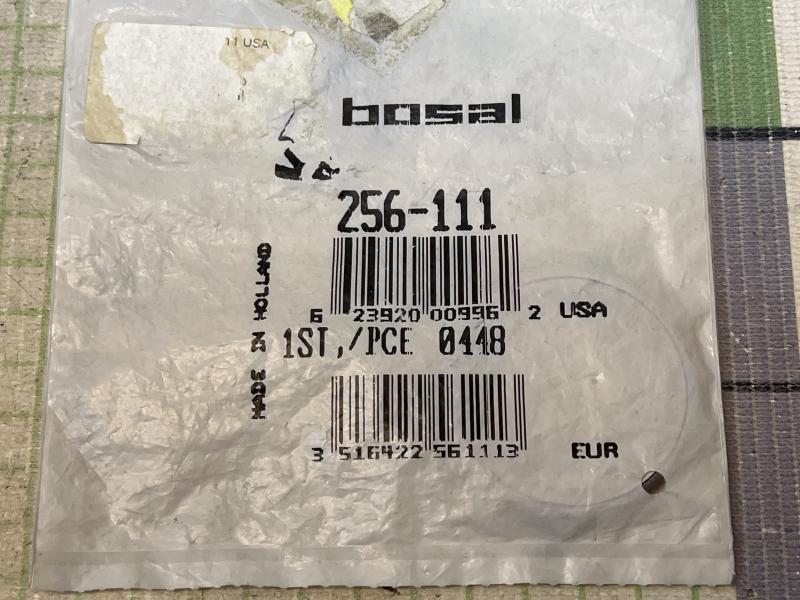 11 USA
bosal
256-111
6 23920 00996 2 USA
MADE IN HOLLAND
1ST,/PCE 0448
3 516422 561113 EUR